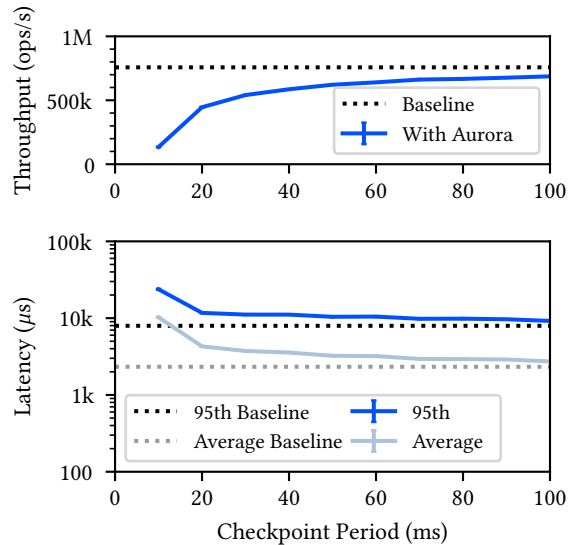 Throughput (ops/s)
1M
500k
0
Baseline
With Aurora
0 20 40 60 80 100
Latency (μs)
100k
10k
1k
100
95th Baseline
Average Baseline
95th
Average
0 20 40 60 80 100
Checkpoint Period (ms)